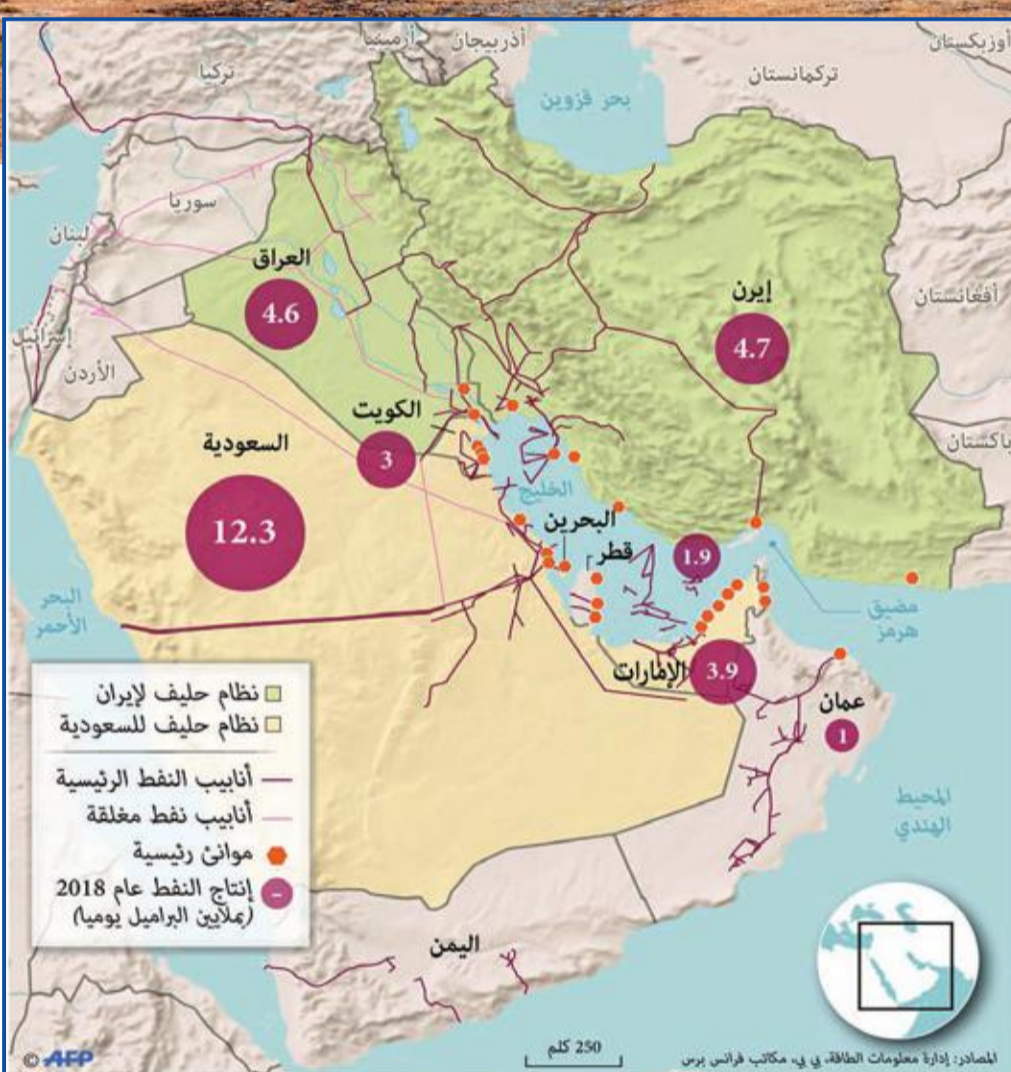 أرمينيا
أذربيجان
أوزبكستان
تركيا
تركمانستان
بحر قزوين
سوريا
لبنان
العراق
4.6
إيرن
4.7
أفغانستان
إسرائيل
الأردن
الكويت
3
باكستان
السعودية
12.3
الخليج
البحرين
قطر
1.9
البحر
الأحمر
مضيق
هرمز
الإمارات
3.9
عمان
1
نظام حليف لإيران
نظام حليف للسعودية
أنابيب النفط الرئيسية
أنابيب نفط مغلقة
موانئ رئيسية
إنتاج النفط عام 2018
(بملايين البراميل يوميا)
المحيط
الهندي
اليمن
250 كلم
© AFP
المصادر: إدارة معلومات الطاقة، بي بي، مكاتب فرانس برس